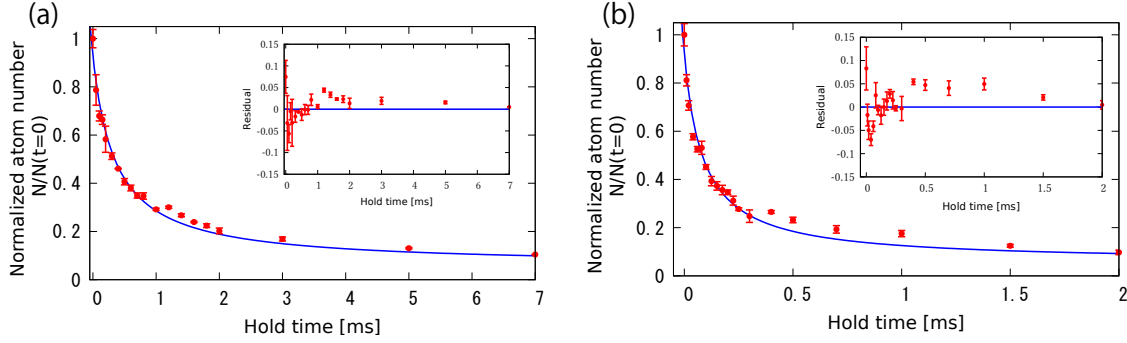 (a)
Normalized atom number
N/N(t=0)
1
0.8
0.6
0.4
0.2
0
0 1 2 3 4 5 6 7
Hold time [ms]
Residual
0.15
0.1
0.05
0
-0.05
-0.1
0.15
0 1 2 3 4 5 6 7
Hold time [ms]
(b)
Normalized atom number
N/N(t=0)
1
0.8
0.6
0.4
0.2
0
0 0.5 1 1.5 2
Hold time [ms]
Residual
0.15
0.1
0.05
0
-0.05
-0.1
0.15
0 0.5 1 1.5 2
Hold time [ms]